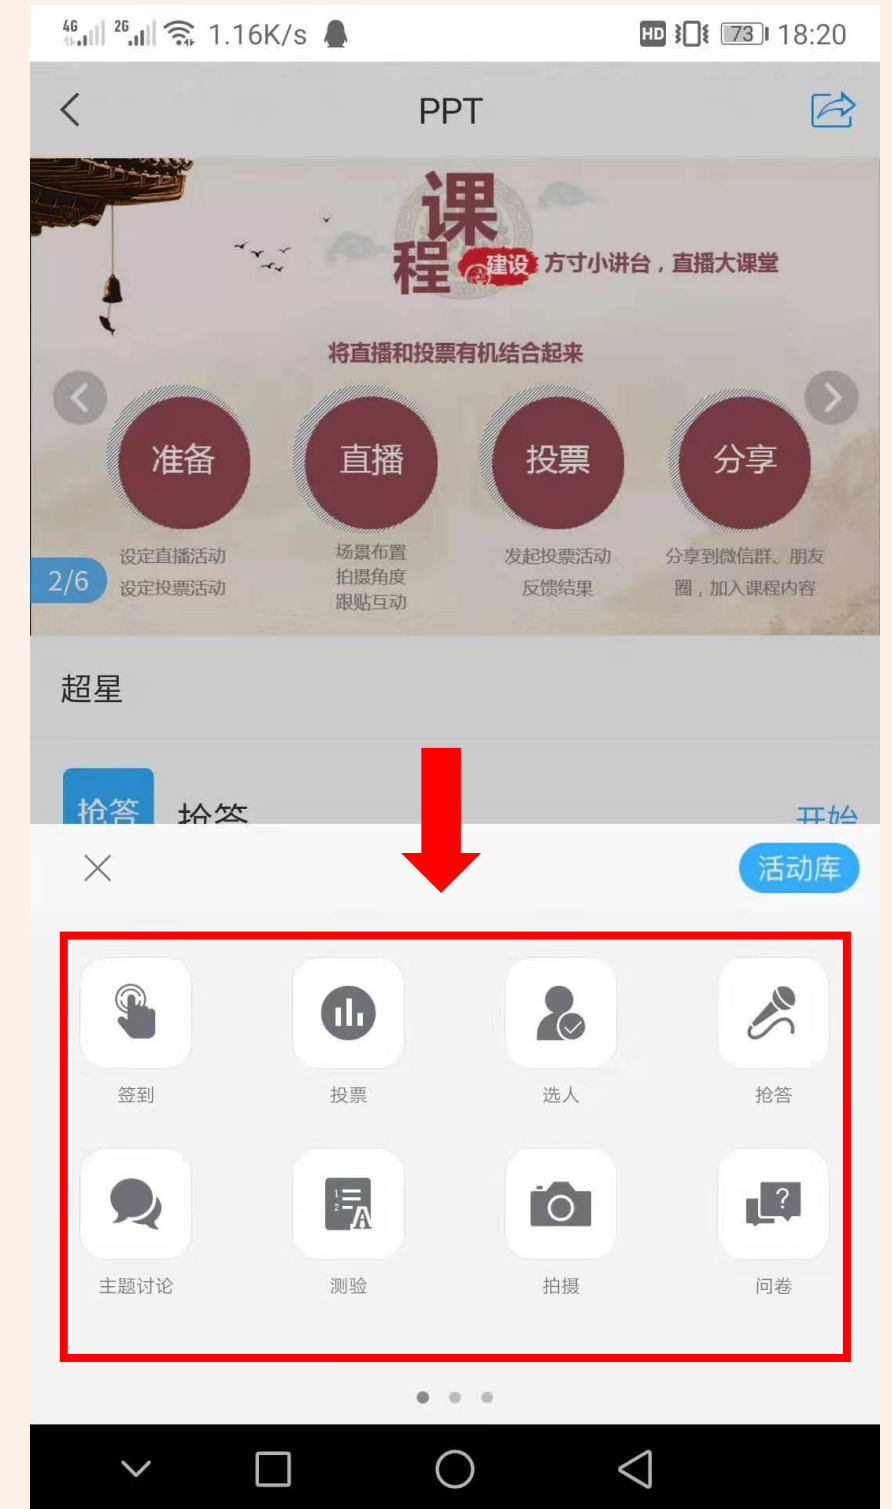 4G 2G 1.16K/s HD 73 18:20
PPT
课
程 建设 方寸小讲台，直播大课堂
将直播和投票有机结合起来
准备 直播 投票 分享
设定直播活动
设定投票活动
场景布置
拍摄角度
跟贴互动
发起投票活动
反馈结果
分享到微信群、朋友
圈，加入课程内容
2/6
超星
抢答 抢答 开始
活动库
签到 投票 选人 抢答
主题讨论 测验 拍摄 问卷